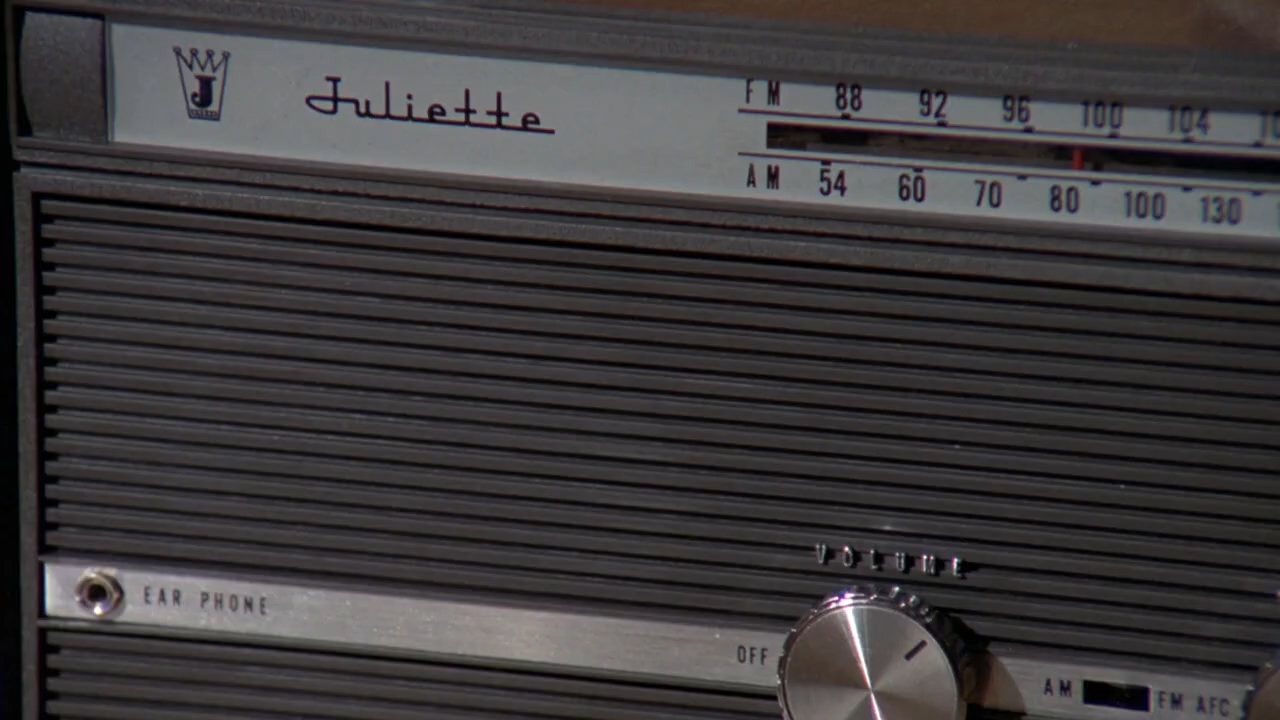 J
Juliette
FM 88 92 96 100 104
AM 54 60 70 80 100 130
VOLUME
EAR PHONE
OFF
AM FM AFC